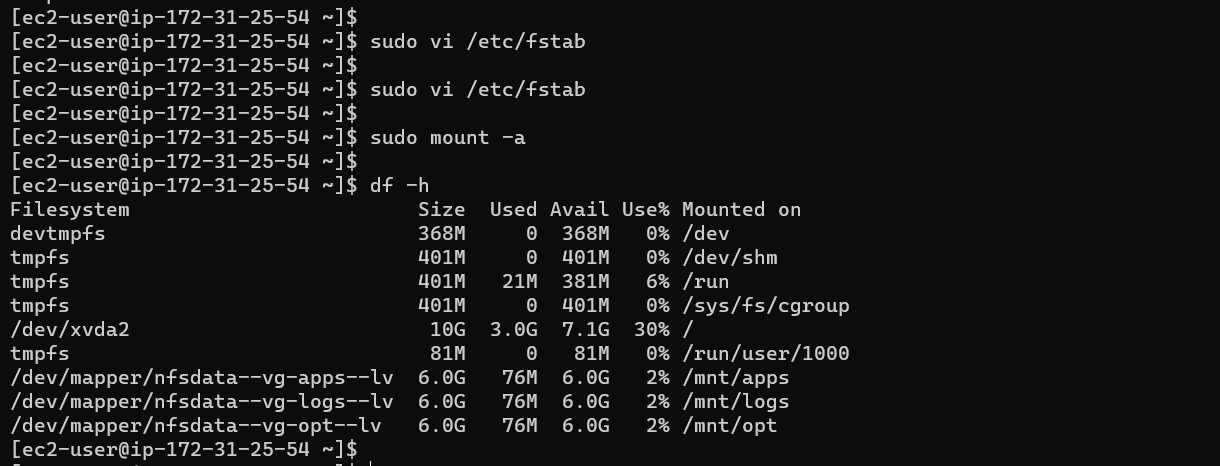 [ec2-user@ip-172-31-25-54 ~]$
[ec2-user@ip-172-31-25-54 ~]$ sudo vi /etc/fstab
[ec2-user@ip-172-31-25-54 ~]$
[ec2-user@ip-172-31-25-54 ~]$ sudo vi /etc/fstab
[ec2-user@ip-172-31-25-54 ~]$
[ec2-user@ip-172-31-25-54 ~]$ sudo mount -a
[ec2-user@ip-172-31-25-54 ~]$
[ec2-user@ip-172-31-25-54 ~]$ df -h
Filesystem                        Size  Used Avail Use% Mounted on
devtmpfs                          368M     0  368M   0% /dev
tmpfs                             401M     0  401M   0% /dev/shm
tmpfs                             401M   21M  381M   6% /run
tmpfs                             401M     0  401M   0% /sys/fs/cgroup
/dev/xvda2                         10G  3.0G  7.1G  30% /
tmpfs                              81M     0   81M   0% /run/user/1000
/dev/mapper/nfsdata--vg-apps--lv  6.0G   76M  6.0G   2% /mnt/apps
/dev/mapper/nfsdata--vg-logs--lv  6.0G   76M  6.0G   2% /mnt/logs
/dev/mapper/nfsdata--vg-opt--lv   6.0G   76M  6.0G   2% /mnt/opt
[ec2-user@ip-172-31-25-54 ~]$